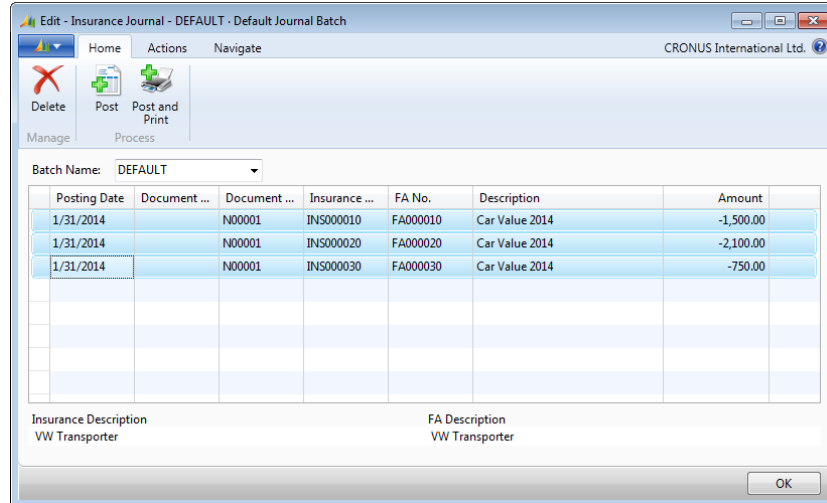 Edit - Insurance Journal - DEFAULT · Default Journal Batch
Home Actions Navigate CRONUS International Ltd.
Delete Post Post and Print
Manage Process
Batch Name: DEFAULT
Posting Date Document ... Document ... Insurance ... FA No. Description Amount
1/31/2014 N00001 INS000010 FA000010 Car Value 2014 -1,500.00
1/31/2014 N00001 INS000020 FA000020 Car Value 2014 -2,100.00
1/31/2014 N00001 INS000030 FA000030 Car Value 2014 -750.00
Insurance Description FA Description
VW Transporter VW Transporter
OK